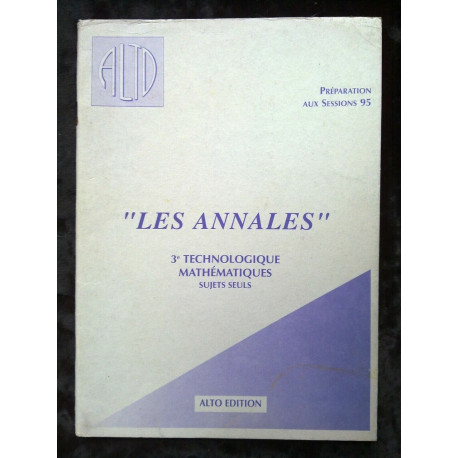 ALTO
PRÉPARATION
AUX SESSIONS 95
"LES ANNALES"
3e TECHNOLOGIQUE
MATHÉMATIQUES
SUJETS SEULS
ALTO EDITION